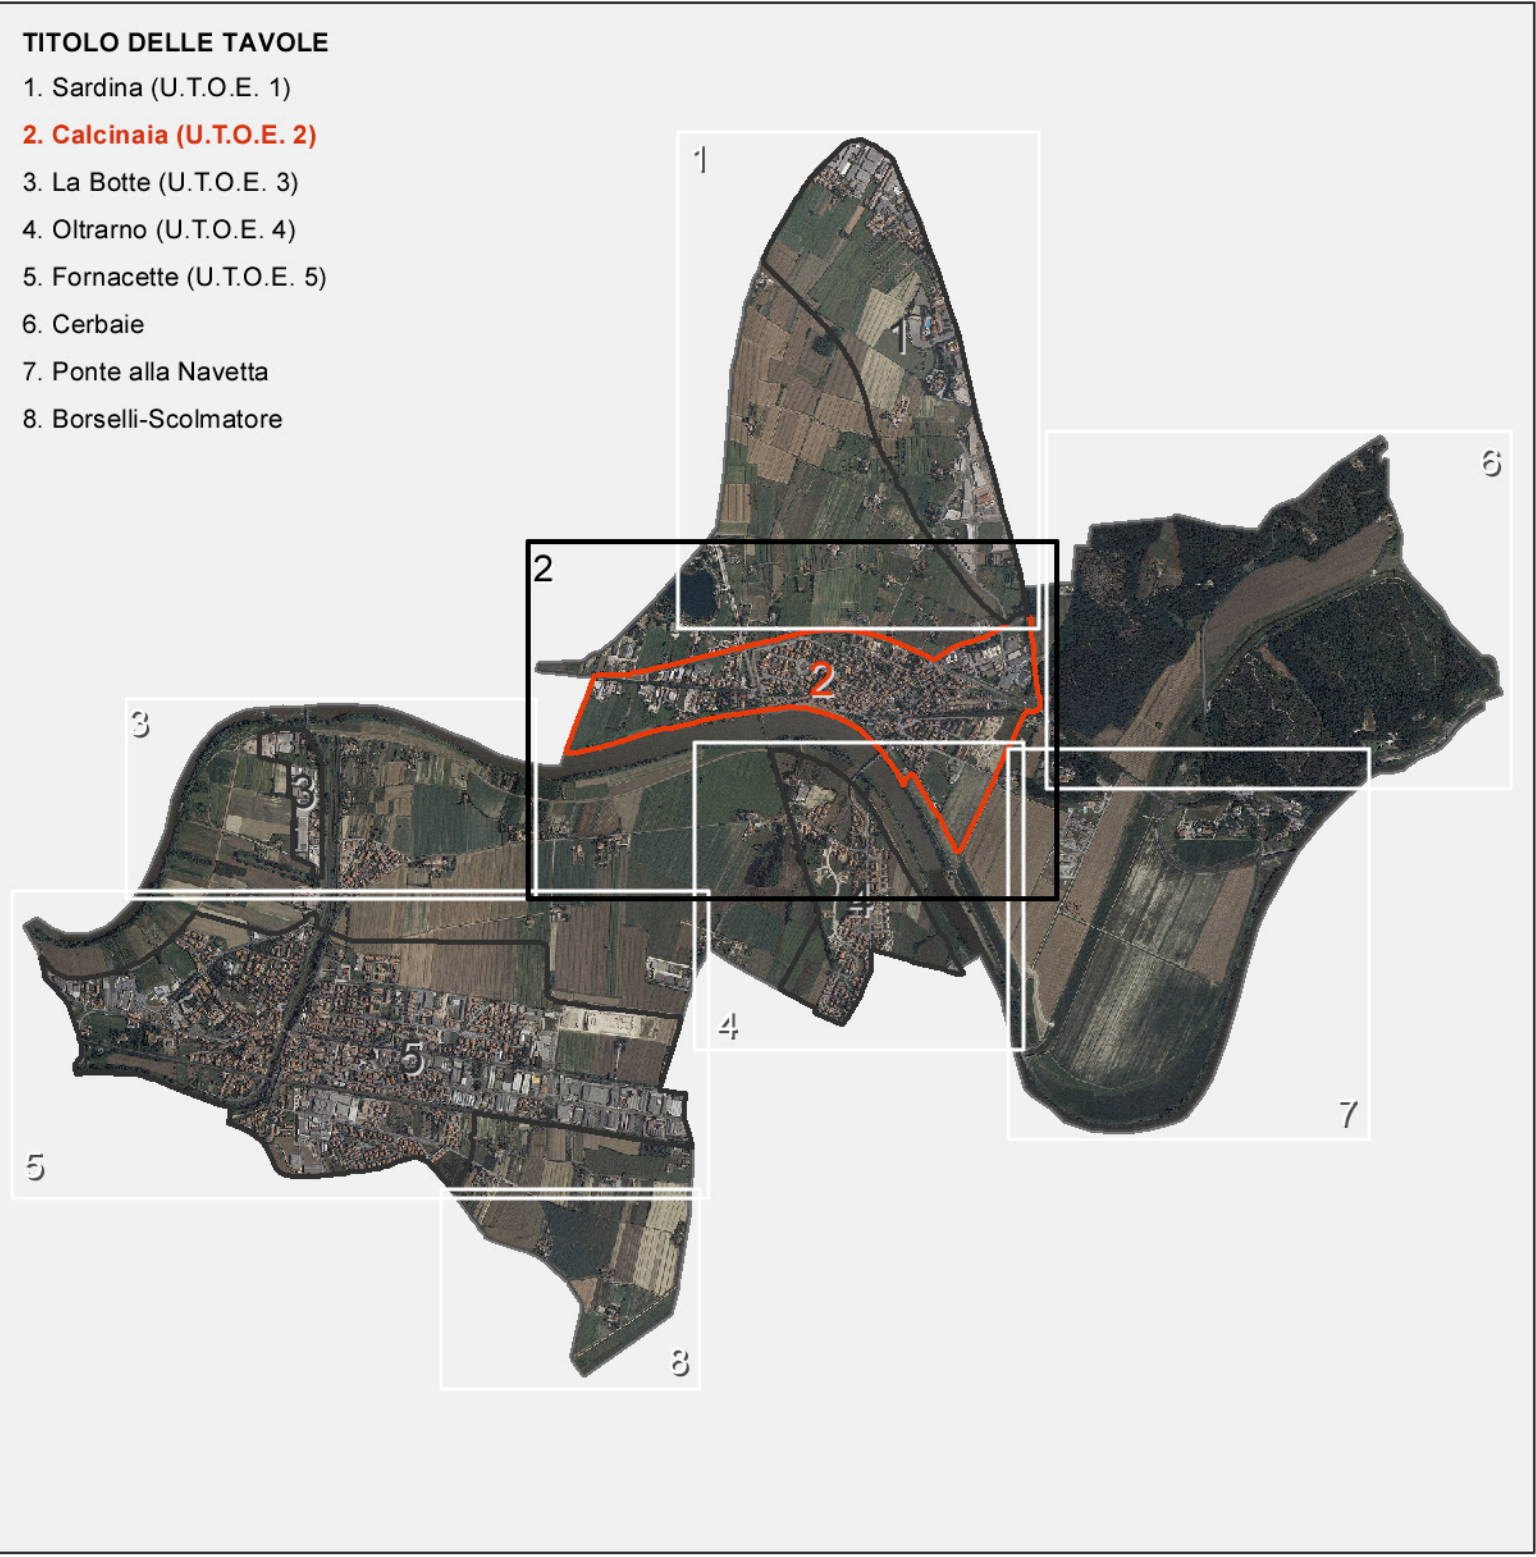 TITOLO DELLE TAVOLE
1. Sardina (U.T.O.E. 1)
2. Calcinaia (U.T.O.E. 2)
3. La Botte (U.T.O.E. 3)
4. Oltrarno (U.T.O.E. 4)
5. Fornacette (U.T.O.E. 5)
6. Cerbaie
7. Ponte alla Navetta
8. Borselli-Scolmatore
1
1
6
2
2
3
3
4
4
5
7
5
8